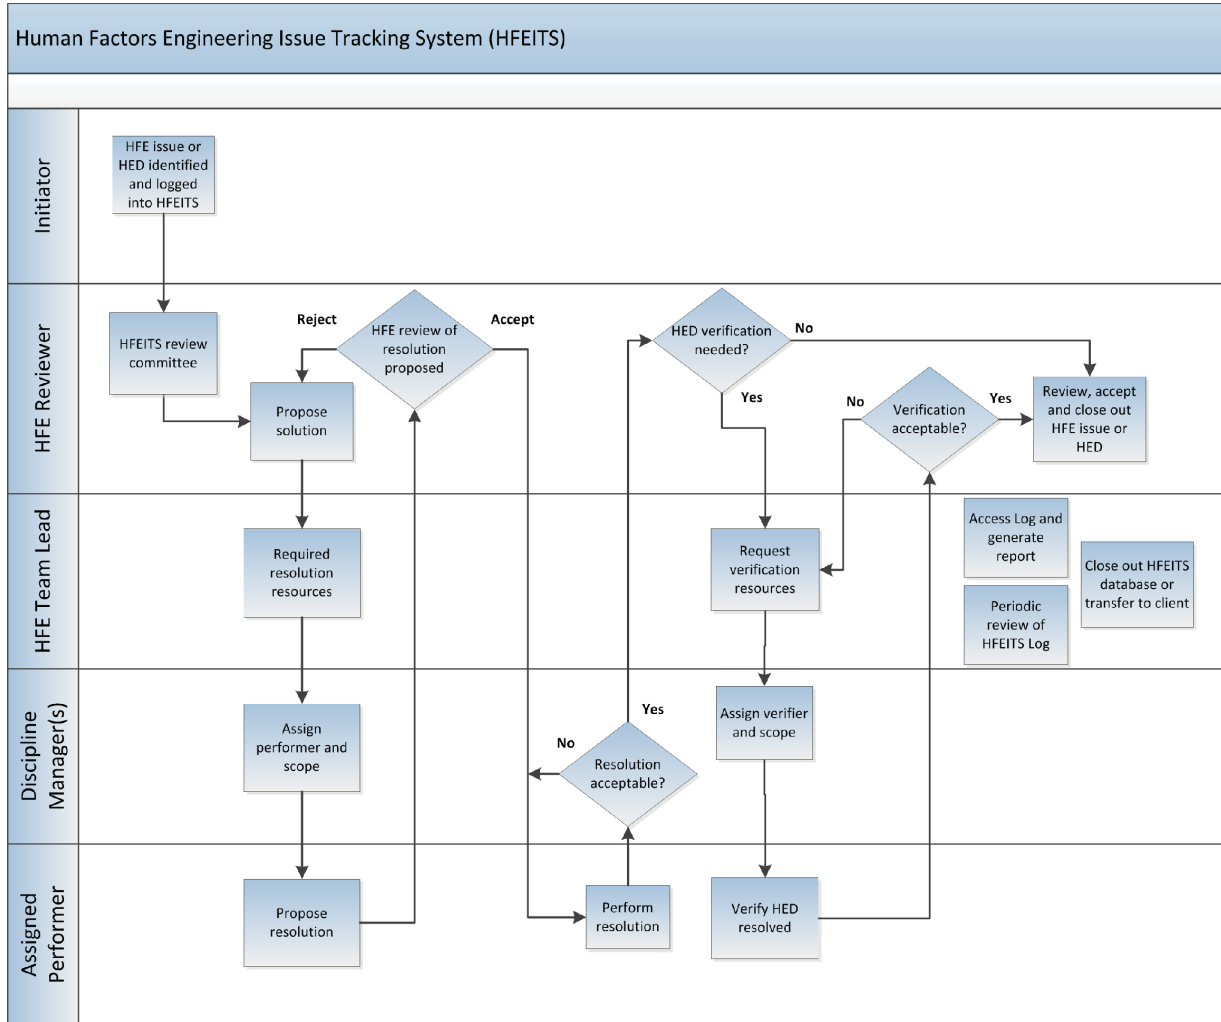 Human Factors Engineering Issue Tracking System (HFEITS)
Initiator
HFE issue or
HED identified
and logged
into HFEITS
HFE Reviewer
HFEITS review
committee
Reject
HFE review of
resolution
proposed
Accept
Propose
solution
HED verification
needed?
No
Yes
No
Verification
acceptable?
Yes
Review, accept
and close out
HFE issue or
HED
HFE Team Lead
Required
resolution
resources
Request
verification
resources
Access Log and
generate
report
Close out HFEITS
database or
transfer to client
Periodic
review of
HFEITS Log
Discipline
Manager(s)
Assign
performer and
scope
No
Yes
Resolution
acceptable?
Assign verifier
and scope
Assigned
Performer
Propose
resolution
Perform
resolution
Verify HED
resolved